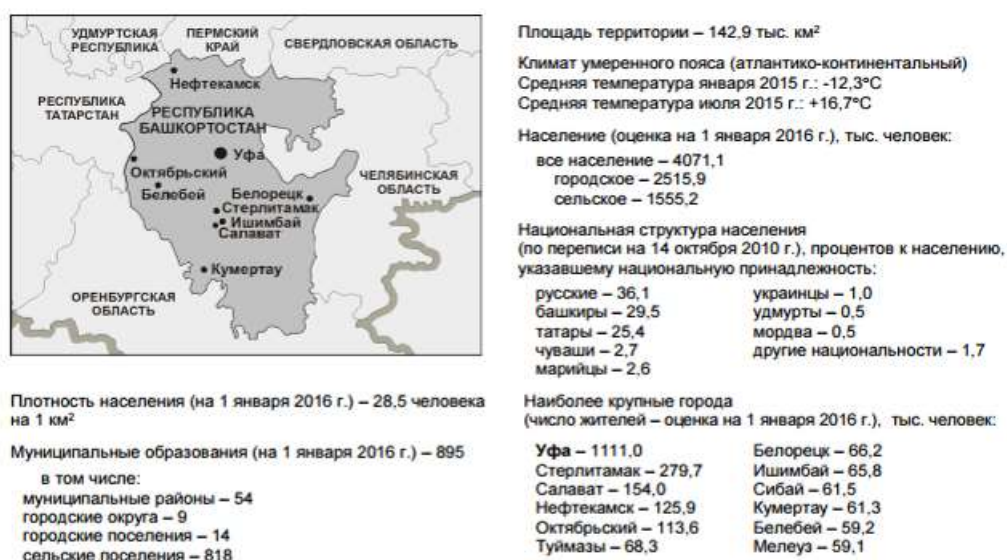 УДМУРТСКАЯ
РЕСПУБЛИКА
ПЕРМСКИЙ
КРАЙ
СВЕРДЛОВСКАЯ ОБЛАСТЬ
Нефтекамск
РЕСПУБЛИКА
ТАТАРСТАН
РЕСПУБЛИКА
БАШКОРТОСТАН
Уфа
Октябрьский
ЧЕЛЯБИНСКАЯ
ОБЛАСТЬ
Белебей
Белорецк
Стерлитамак
Ишимбай
Салават
Кумертау
ОРЕНБУРГСКАЯ
ОБЛАСТЬ
Плотность населения (на 1 января 2016 г.) – 28,5 человека
на 1 км²
Муниципальные образования (на 1 января 2016 г.) – 895
в том числе:
муниципальные районы – 54
городские округа – 9
городские поселения – 14
сельские поселения – 818
Площадь территории – 142,9 тыс. км²
Климат умеренного пояса (атлантико-континентальный)
Средняя температура января 2015 г.: -12,3°С
Средняя температура июля 2015 г.: +16,7°С
Население (оценка на 1 января 2016 г.), тыс. человек:
все население – 4071,1
городское – 2515,9
сельское – 1555,2
Национальная структура населения
(по переписи на 14 октября 2010 г.), процентов к населению,
указавшему национальную принадлежность:
русские – 36,1
башкиры – 29,5
татары – 25,4
чуваши – 2,7
марийцы – 2,6
украинцы – 1,0
удмурты – 0,5
мордва – 0,5
другие национальности – 1,7
Наиболее крупные города
(число жителей – оценка на 1 января 2016 г.), тыс. человек:
Уфа – 1111,0
Стерлитамак – 279,7
Салават – 154,0
Нефтекамск – 125,9
Октябрьский – 113,6
Туймазы – 68,3
Белорецк – 66,2
Ишимбай – 65,8
Сибай – 61,5
Кумертау – 61,3
Белебей – 59,2
Мелеуз – 59,1